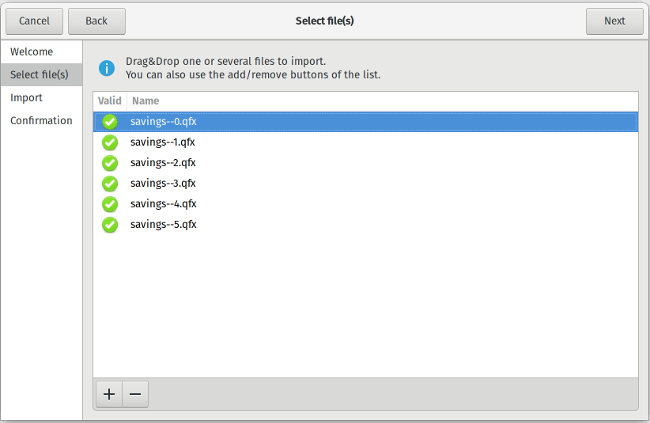 Cancel
Back
Select file(s)
Next
Welcome
Select file(s)
Import
Confirmation
Drag&Drop one or several files to import.
You can also use the add/remove buttons of the list.
Valid Name
savings--0.qfx
savings--1.qfx
savings--2.qfx
savings--3.qfx
savings--4.qfx
savings--5.qfx